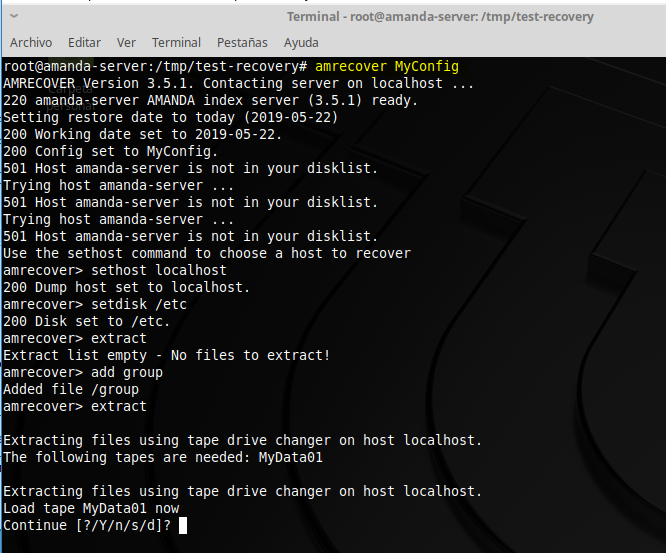 Terminal - root@amanda-server: /tmp/test-recovery
Archivo Editar Ver Terminal Pestañas Ayuda
root@amanda-server:/tmp/test-recovery# amrecover MyConfig
AMRECOVER Version 3.5.1. Contacting server on localhost ...
220 amanda-server AMANDA index server (3.5.1) ready.
Setting restore date to today (2019-05-22)
200 Working date set to 2019-05-22.
200 Config set to MyConfig.
501 Host amanda-server is not in your disklist.
Trying host amanda-server ...
501 Host amanda-server is not in your disklist.
Trying host amanda-server ...
501 Host amanda-server is not in your disklist.
Use the sethost command to choose a host to recover
amrecover> sethost localhost
200 Dump host set to localhost.
amrecover> setdisk /etc
200 Disk set to /etc.
amrecover> extract
Extract list empty - No files to extract!
amrecover> add group
Added file /group
amrecover> extract
Extracting files using tape drive changer on host localhost.
The following tapes are needed: MyData01
Extracting files using tape drive changer on host localhost.
Load tape MyData01 now
Continue [?/Y/n/s/d]?
Carpeta
personal